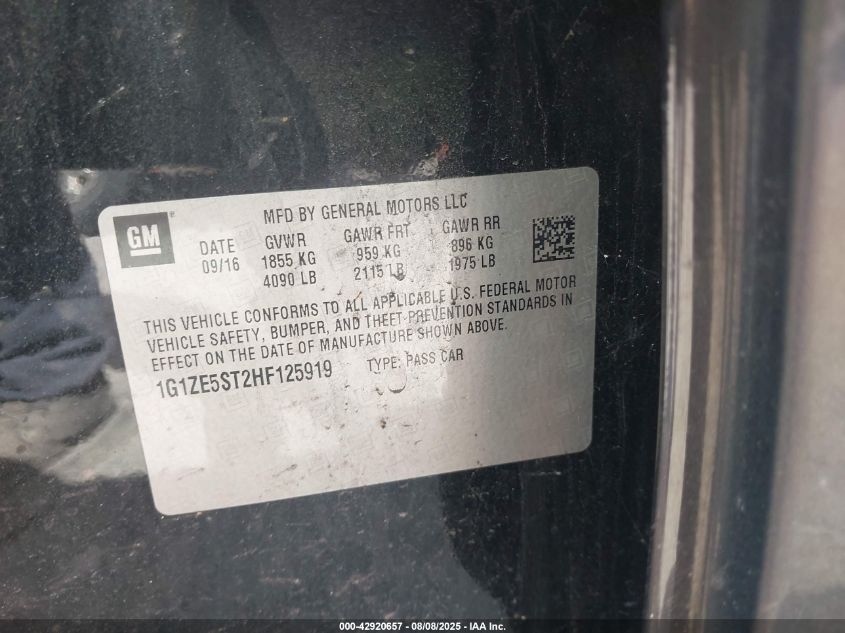 GM
®
MFD BY GENERAL MOTORS LLC
DATE GVWR GAWR FRT GAWR RR
09/16 1855 KG 959 KG 896 KG
4090 LB 2115 LB 1975 LB
THIS VEHICLE CONFORMS TO ALL APPLICABLE U.S. FEDERAL MOTOR
VEHICLE SAFETY, BUMPER, AND THEFT PREVENTION STANDARDS IN
EFFECT ON THE DATE OF MANUFACTURE SHOWN ABOVE.
1G1ZE5ST2HF125919 TYPE: PASS CAR
000-42920657 - 08/08/2025 - IAA Inc.